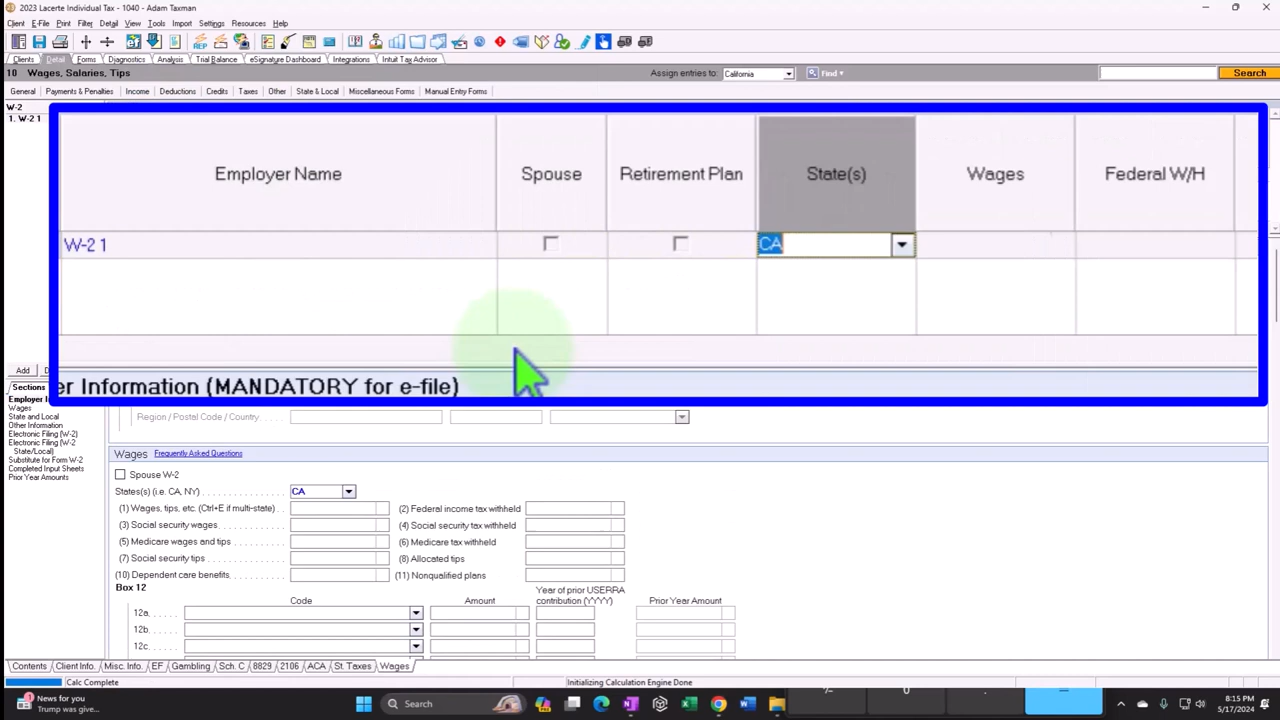 2023 Lacerte Individual Tax - 1040 - Adam Taxman
Client E-File Print Filter Detail View Tools Import Settings Resources Help
Clients Detail Forms Diagnostics Analysis Trial Balance eSignature Dashboard Integrations Intuit Tax Advisor
10 Wages, Salaries, Tips Assign entries to: California Find Search
General Payments & Penalties Income Deductions Credits Taxes Other State & Local Miscellaneous Forms Manual Entry Forms
W-2
1. W-2 1
Employer Name Spouse Retirement Plan State(s) Wages Federal W/H
W-2 1 CA
Add
er Information (MANDATORY for e-file)
Sections
Employer
Wages
State and Local
Other Information
Electronic Filing (W-2)
Electronic Filing (W-2
State/Local)
Substitute for Form W-2
Completed Input Sheets
Prior Year Amounts
Region / Postal Code / Country
Wages Frequently Asked Questions
Spouse W-2
States(s) (i.e. CA, NY) CA
(1) Wages, tips, etc. (Ctrl+E if multi-state) (2) Federal income tax withheld
(3) Social security wages (4) Social security tax withheld
(5) Medicare wages and tips (6) Medicare tax withheld
(7) Social security tips (8) Allocated tips
(10) Dependent care benefits (11) Nonqualified plans
Box 12
Code Amount Year of prior USERRA contribution (YYYY) Prior Year Amount
12a
12b
12c
Contents Client Info. Misc. Info. EF Gambling Sch. C 8829 2106 ACA St. Taxes Wages
Calc Complete Initializing Calculation Engine Done
News for you
Trump was give...
Search
8:15 PM
5/17/2024